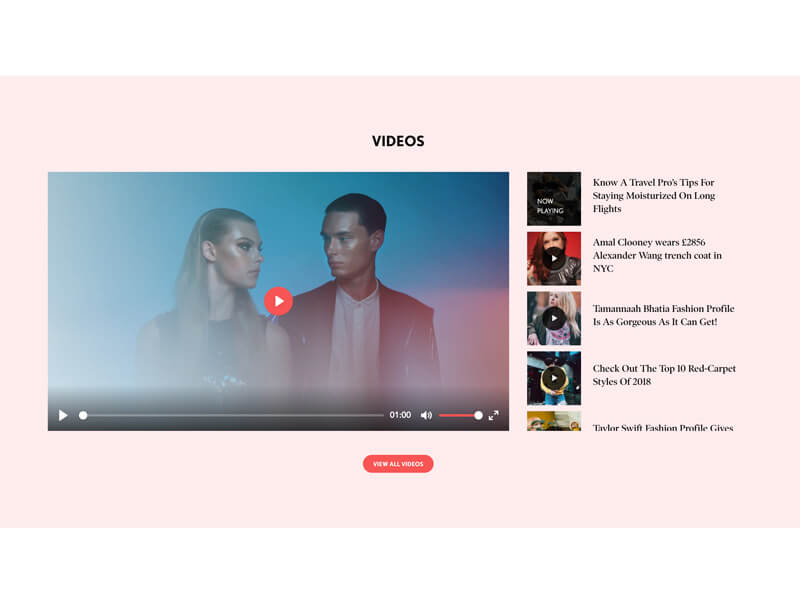 VIDEOS
NOW
PLAYING
Know A Travel Pro's Tips For
Staying Moisturized On Long
Flights
Amal Clooney wears £2856
Alexander Wang trench coat in
NYC
Tamannaah Bhatia Fashion Profile
Is As Gorgeous As It Can Get!
Check Out The Top 10 Red-Carpet
Styles Of 2018
Taylor Swift Fashion Profile Gives
01:00
VIEW ALL VIDEOS